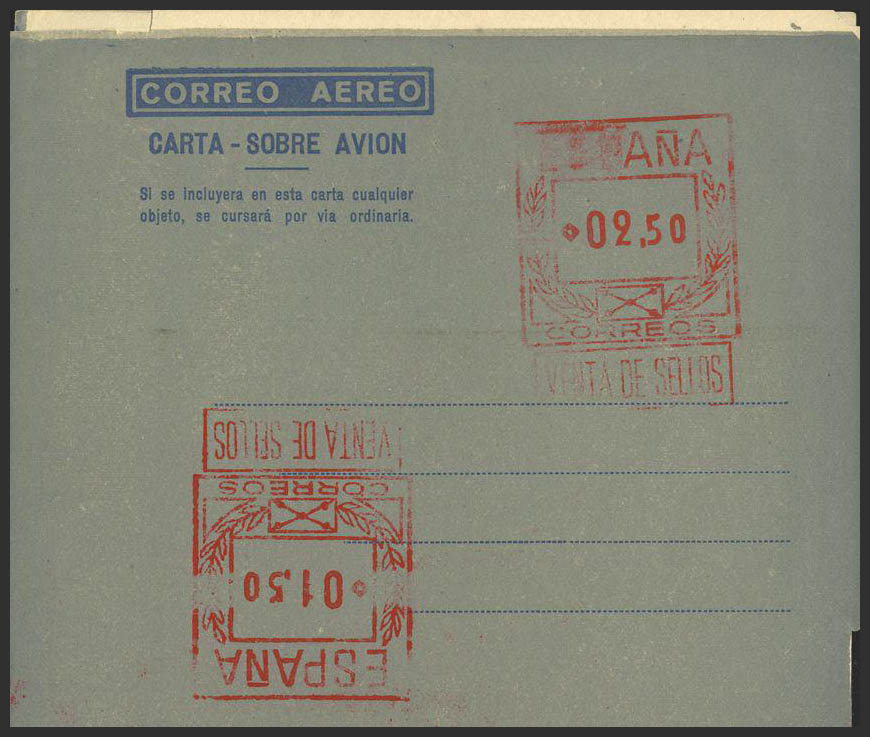 CORREO AEREO
CARTA - SOBRE AVION
Si se incluyera en esta carta cualquier
objeto, se cursará por via ordinaria.
AÑA
02,50
CORREOS
VENTA DE SELLOS
VENTA DE SELLOS
CORREOS
01,50
ESPAÑA